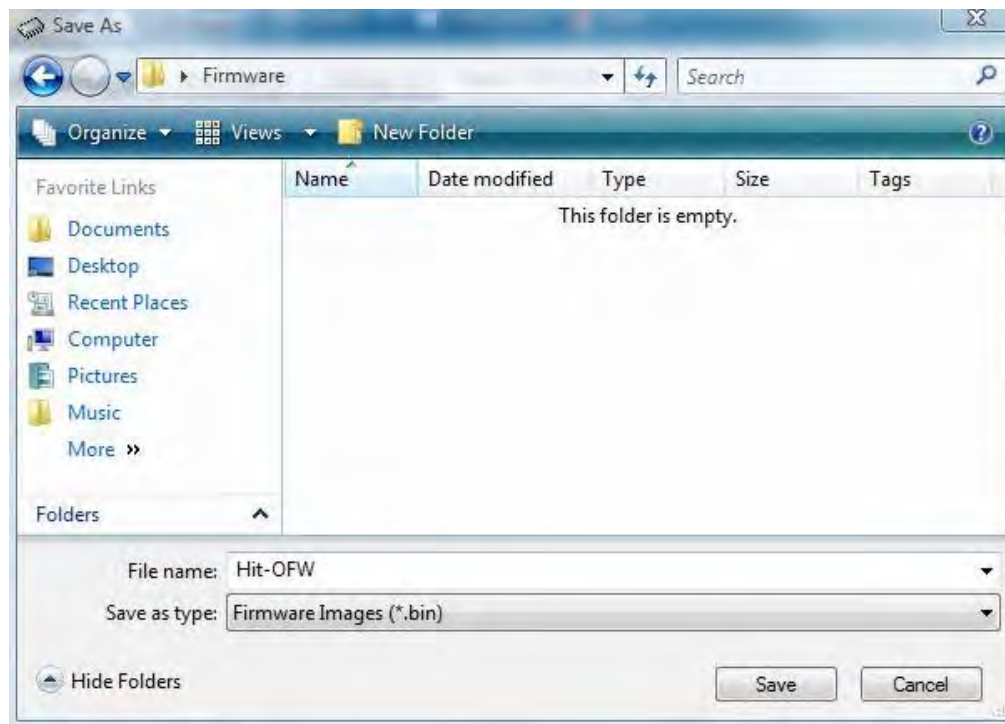 Save As
Firmware
Search
Organize Views New Folder
Favorite Links
Documents
Desktop
Recent Places
Computer
Pictures
Music
More »
Folders
Name Date modified Type Size Tags
This folder is empty.
File name: Hit-OFW
Save as type: Firmware Images (*.bin)
Hide Folders
Save
Cancel